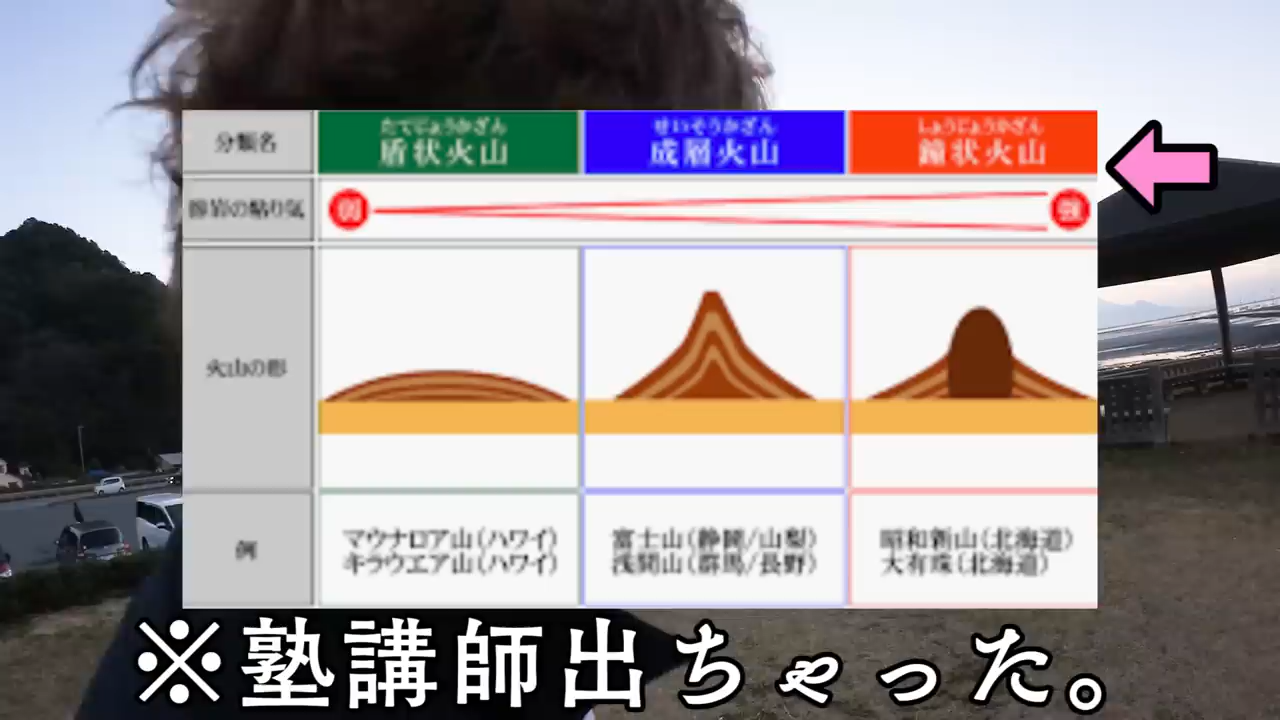 分類名
たてじょうかざん
盾状火山
せいそうかざん
成層火山
しょうじょうかざん
鐘状火山
溶岩の粘り気
弱
強
火山の形
例
マウナロア山(ハワイ)
キラウエア山(ハワイ)
富士山(静岡/山梨)
浅間山(群馬/長野)
昭和新山(北海道)
大有珠(北海道)
※塾講師出ちゃった。